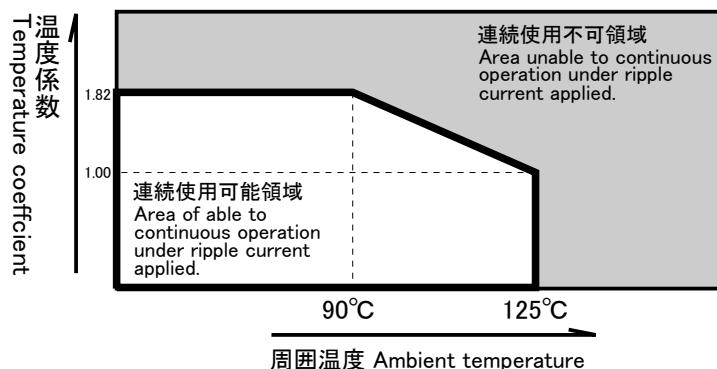 温度係数
Temperature coeffcient
連続使用不可領域
Area unable to continuous
operation under ripple
current applied.
1.82
1.00
連続使用可能領域
Area of able to
continuous operation
under ripple current
applied.
90℃
125℃
周囲温度 Ambient temperature